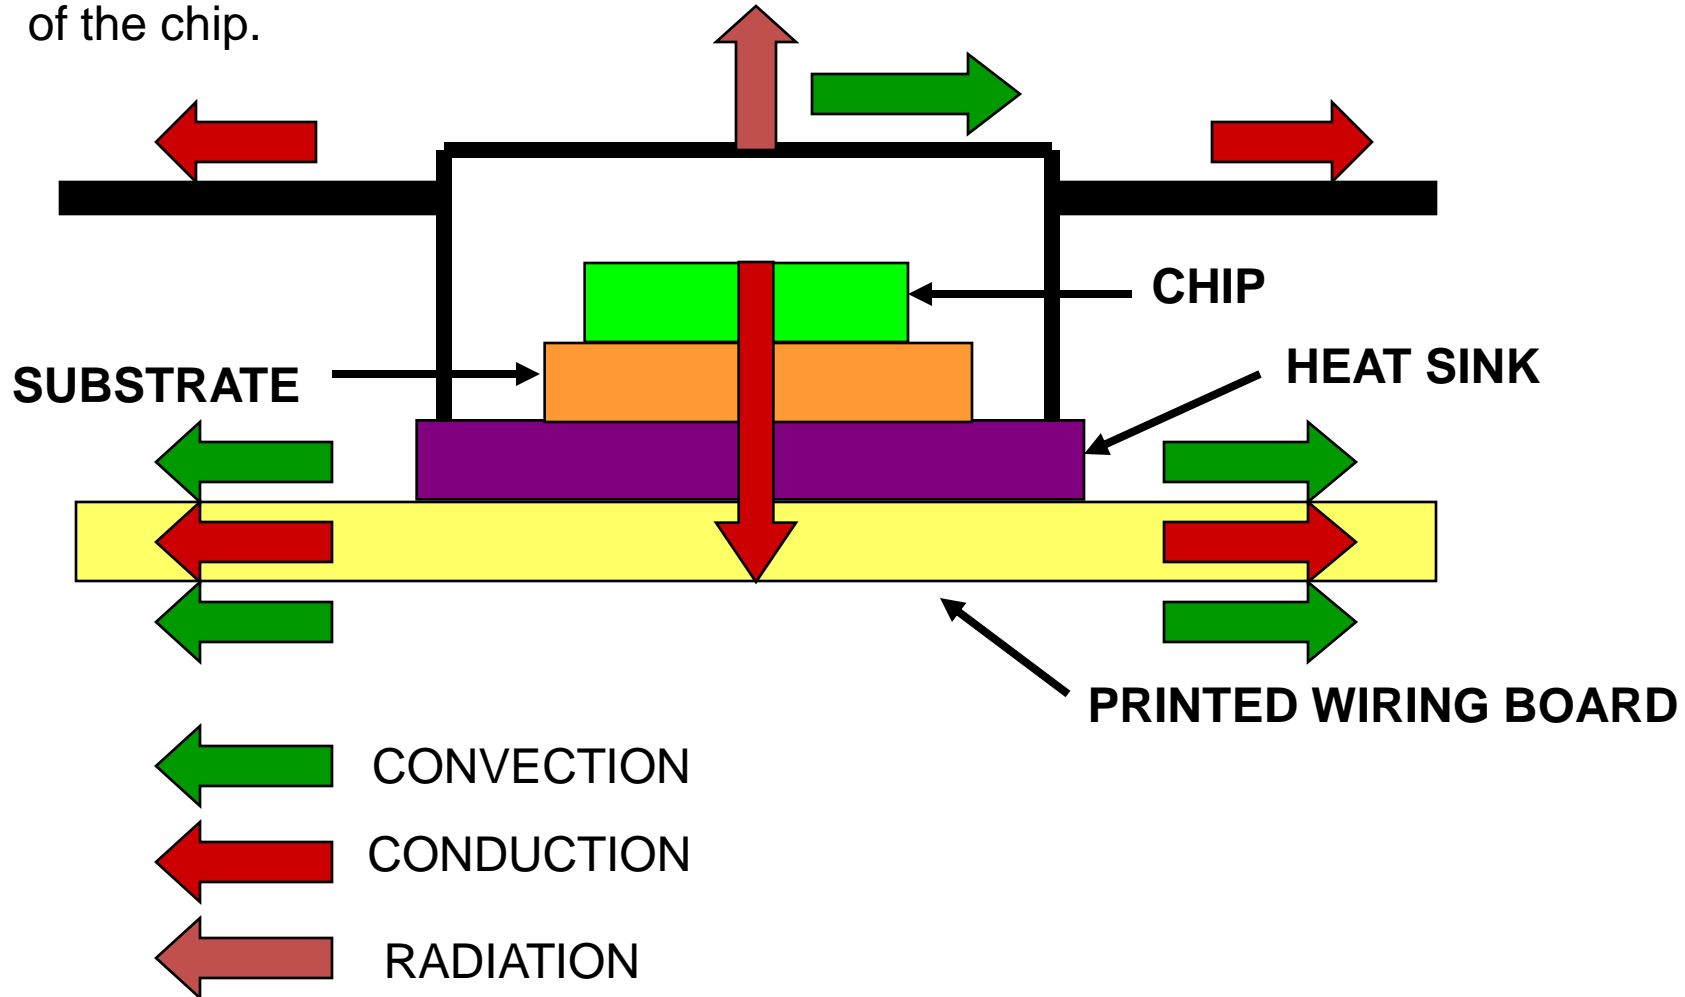 of the chip.
CHIP
HEAT SINK
SUBSTRATE
PRINTED WIRING BOARD
CONVECTION
CONDUCTION
RADIATION